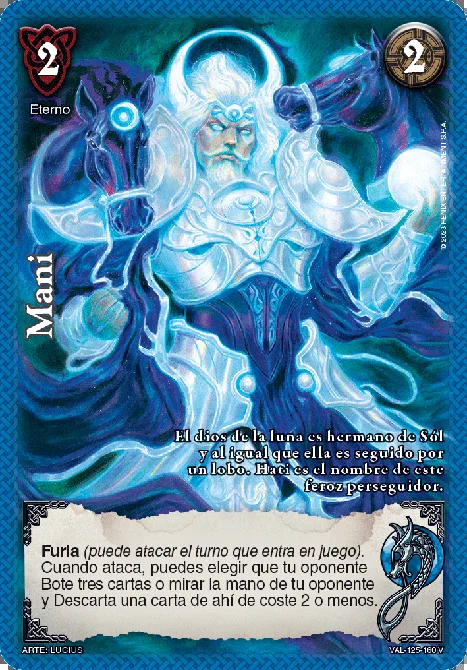 2
2
Eterno
© 2023 FENIX ENTERTAINMENT S.P.A.
Mani
El dios de la luna es hermano de Sól
y al igual que ella es seguido por
un lobo. Hati es el nombre de este
feroz perseguidor.
Furia (puede atacar el turno que entra en juego).
Cuando ataca, puedes elegir que tu oponente
Bote tres cartas o mirar la mano de tu oponente
y Descarta una carta de ahí de coste 2 o menos.
ARTE: LUCIUS
VAL-125-160 V